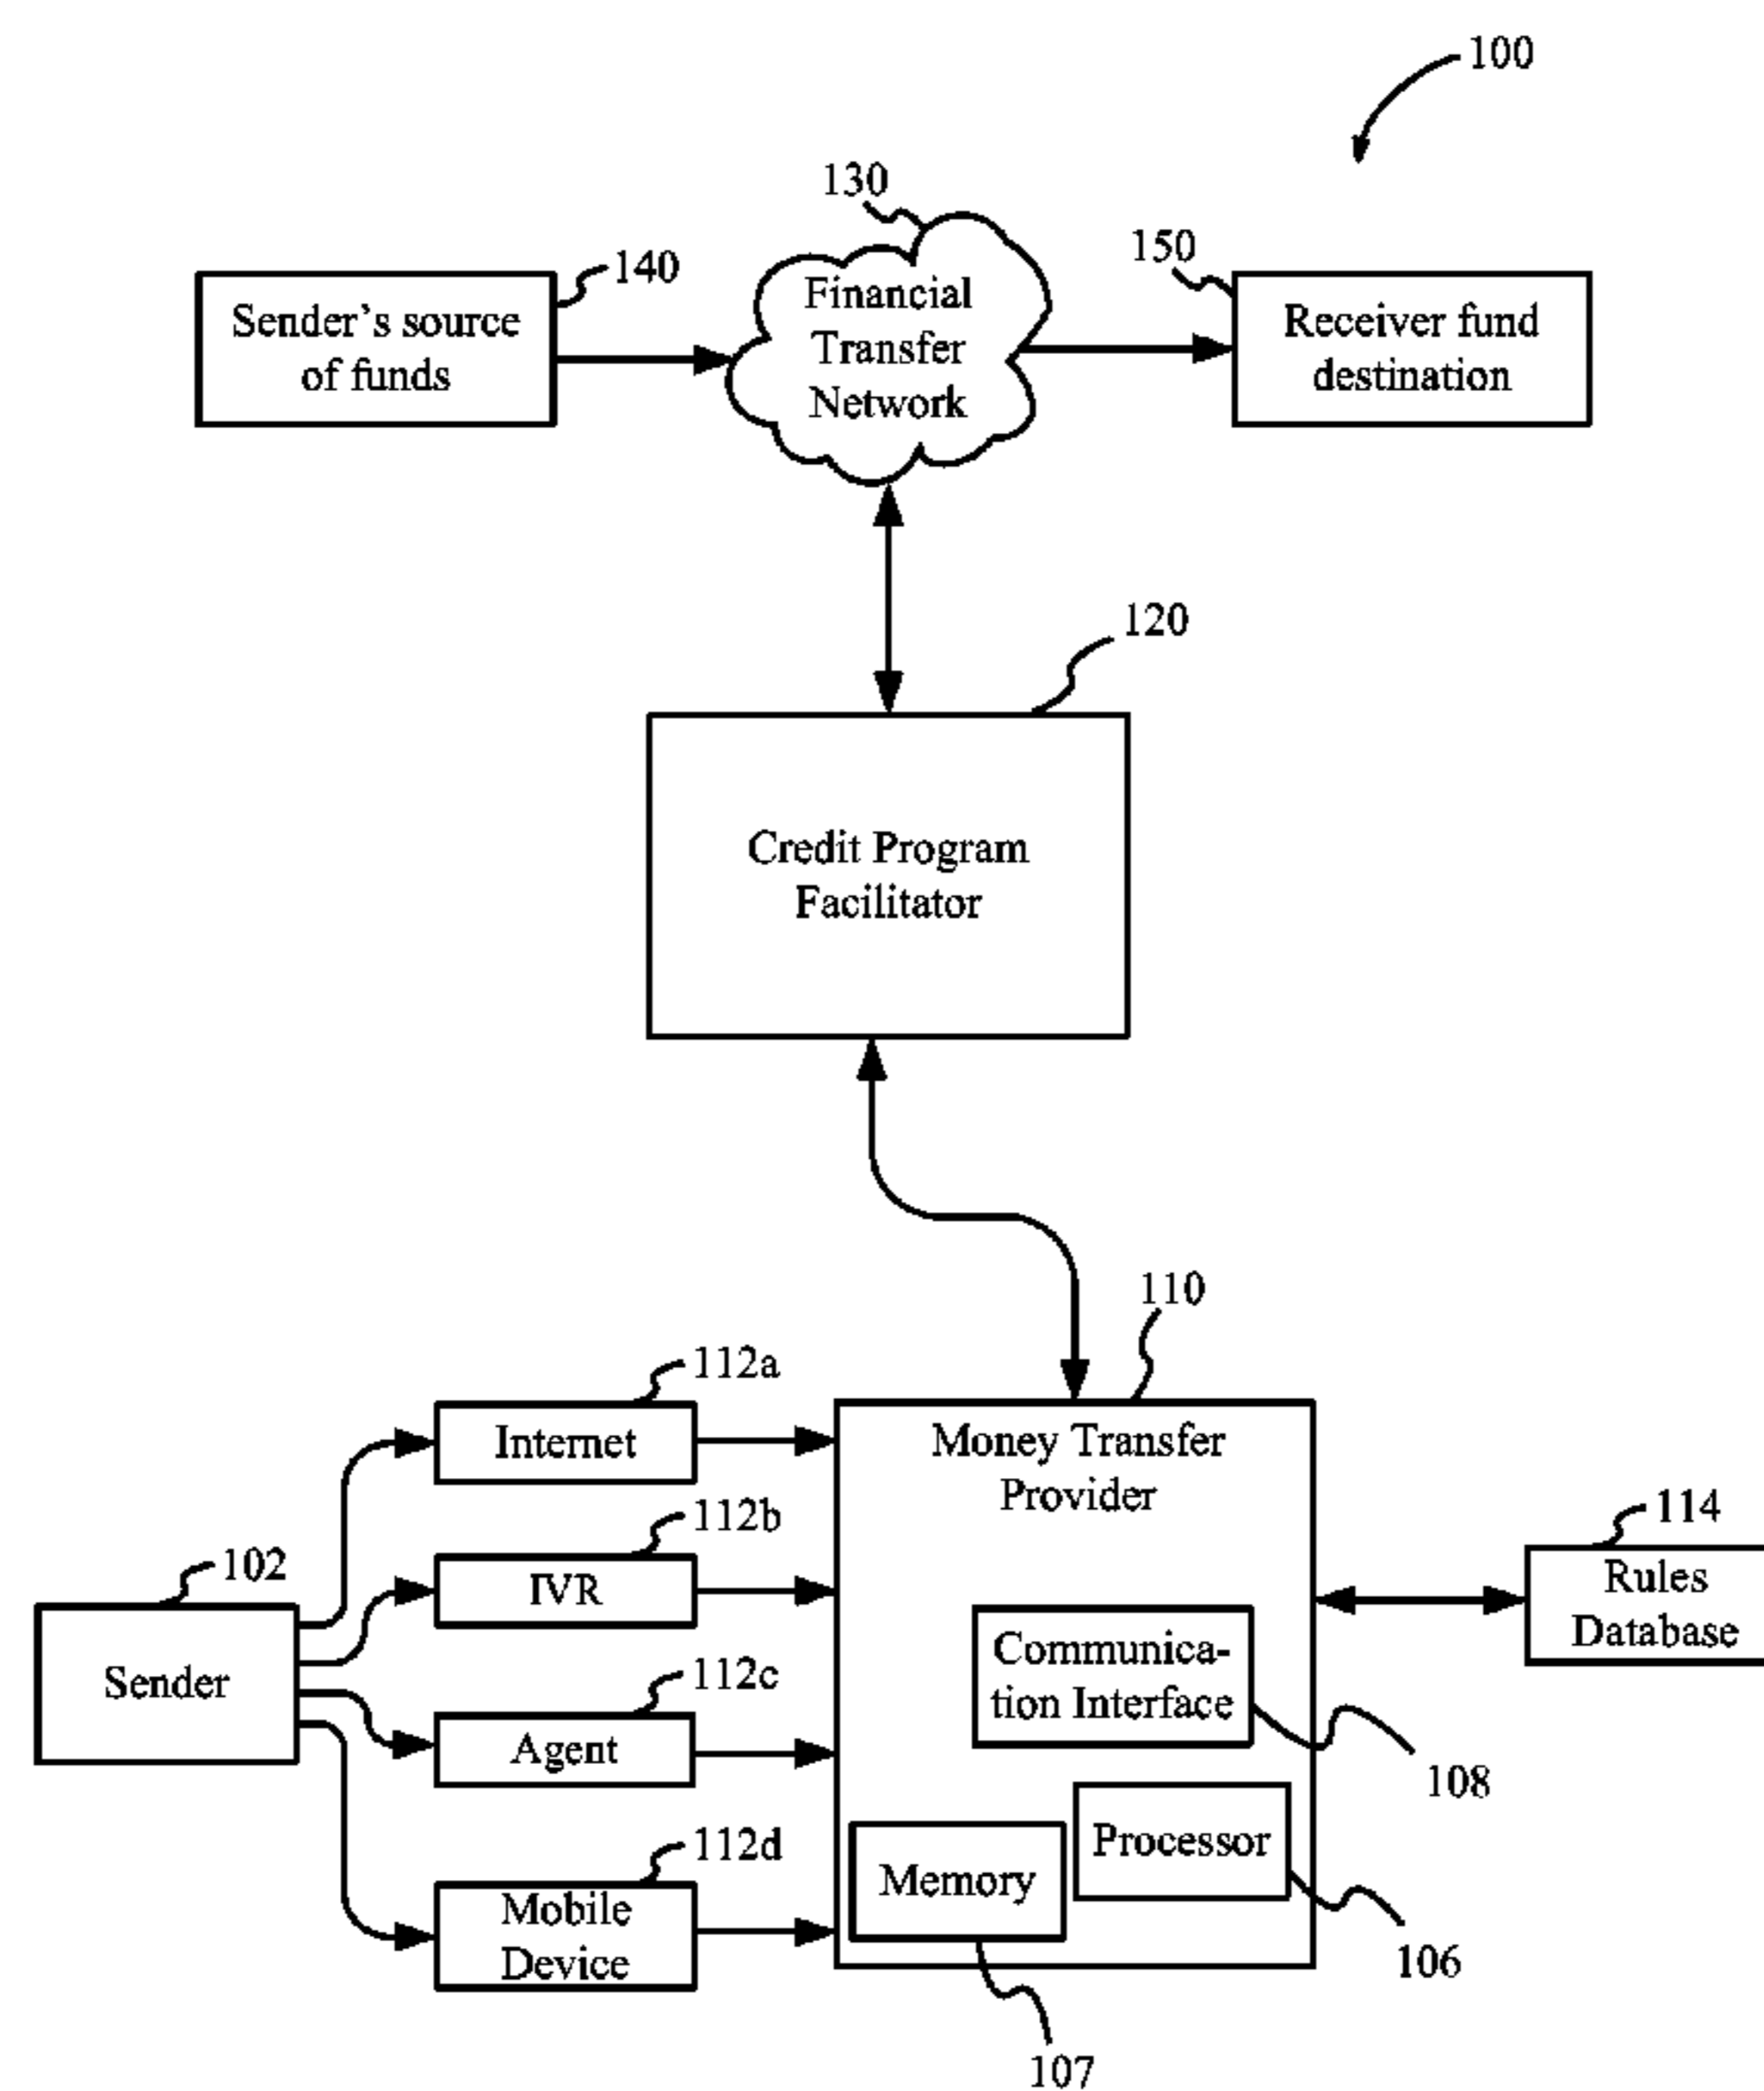 100
130
140
150
Sender's source
of funds
Financial
Transfer
Network
Receiver fund
destination
120
Credit Program
Facilitator
110
112a
Internet
Money Transfer
Provider
112b
IVR
114
Rules
Database
102
Sender
Communica-
tion Interface
112c
Agent
108
Processor
112d
Memory
Mobile
Device
106
107